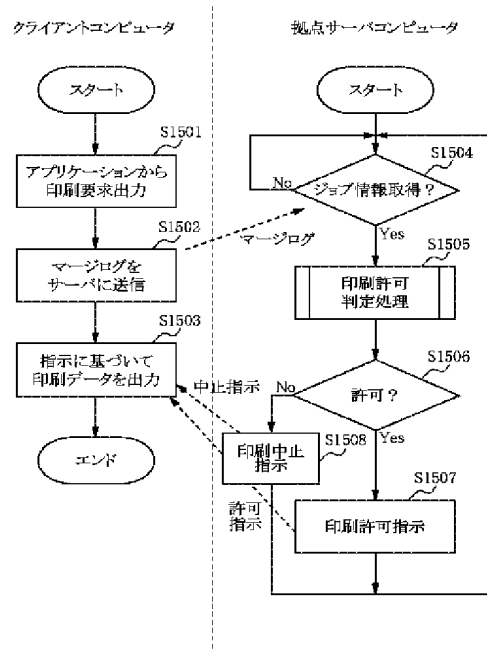 クライアントコンピュータ
拠点サーバコンピュータ
スタート
S1501
アプリケーションから
印刷要求出力
S1502
マージログを
サーバに送信
S1503
指示に基づいて
印刷データを出力
エンド
マージログ
中止指示
許可
指示
スタート
S1504
ジョブ情報取得?
No
Yes
S1505
印刷許可
判定処理
S1506
許可?
No
Yes
S1508
印刷中止
指示
S1507
印刷許可指示